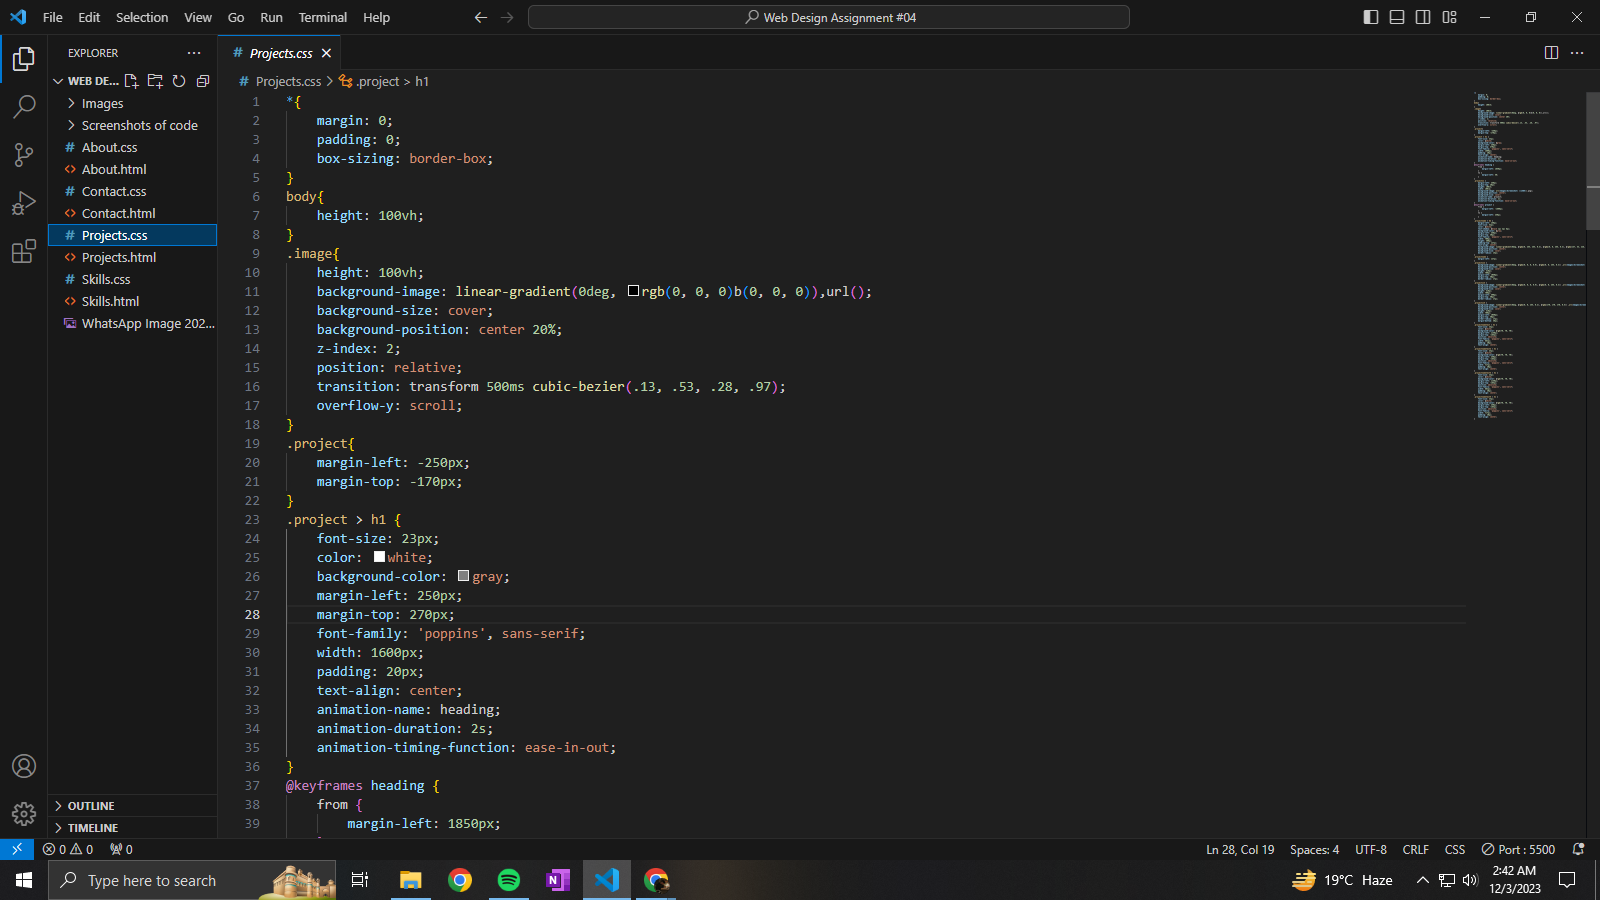 File Edit Selection View Go Run Terminal Help
Web Design Assignment #04
EXPLORER
WEB DE...
Images
Screenshots of code
# About.css
<> About.html
# Contact.css
<> Contact.html
# Projects.css
<> Projects.html
# Skills.css
<> Skills.html
WhatsApp Image 202...
OUTLINE
TIMELINE
# Projects.css
# Projects.css > .project > h1
1 *{
2 margin: 0;
3 padding: 0;
4 box-sizing: border-box;
5 }
6 body{
7 height: 100vh;
8 }
9 .image{
10 height: 100vh;
11 background-image: linear-gradient(0deg, rgb(0, 0, 0)b(0, 0, 0)),url();
12 background-size: cover;
13 background-position: center 20%;
14 z-index: 2;
15 position: relative;
16 transition: transform 500ms cubic-bezier(.13, .53, .28, .97);
17 overflow-y: scroll;
18 }
19 .project{
20 margin-left: -250px;
21 margin-top: -170px;
22 }
23 .project > h1 {
24 font-size: 23px;
25 color: white;
26 background-color: gray;
27 margin-left: 250px;
28 margin-top: 270px;
29 font-family: 'poppins', sans-serif;
30 width: 1600px;
31 padding: 20px;
32 text-align: center;
33 animation-name: heading;
34 animation-duration: 2s;
35 animation-timing-function: ease-in-out;
36 }
37 @keyframes heading {
38 from {
39 margin-left: 1850px;
0 0 0 Ln 28, Col 19 Spaces: 4 UTF-8 CRLF CSS Port : 5500
Type here to search
19°C Haze
2:42 AM
12/3/2023